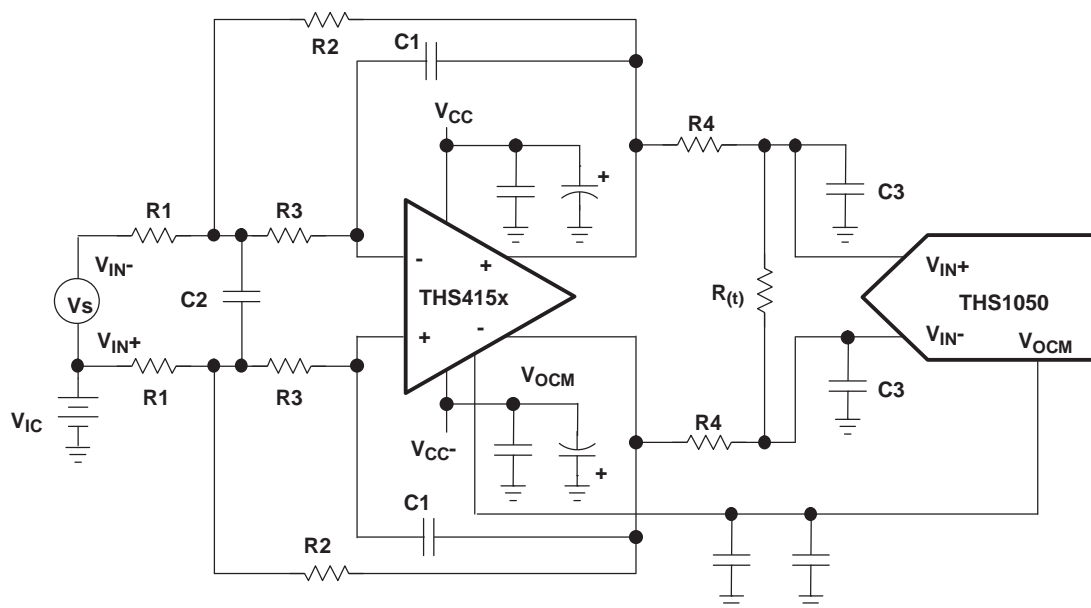 R2
C1
VCC
R4
+
C3
R1
R3
VIN-
- +
VIN+
Vs
C2
THS415x
R(t)
THS1050
VIN+
+ -
VIN-
VOCM
R1
R3
VOCM
C3
VIC
R4
VCC-
+
C1
R2